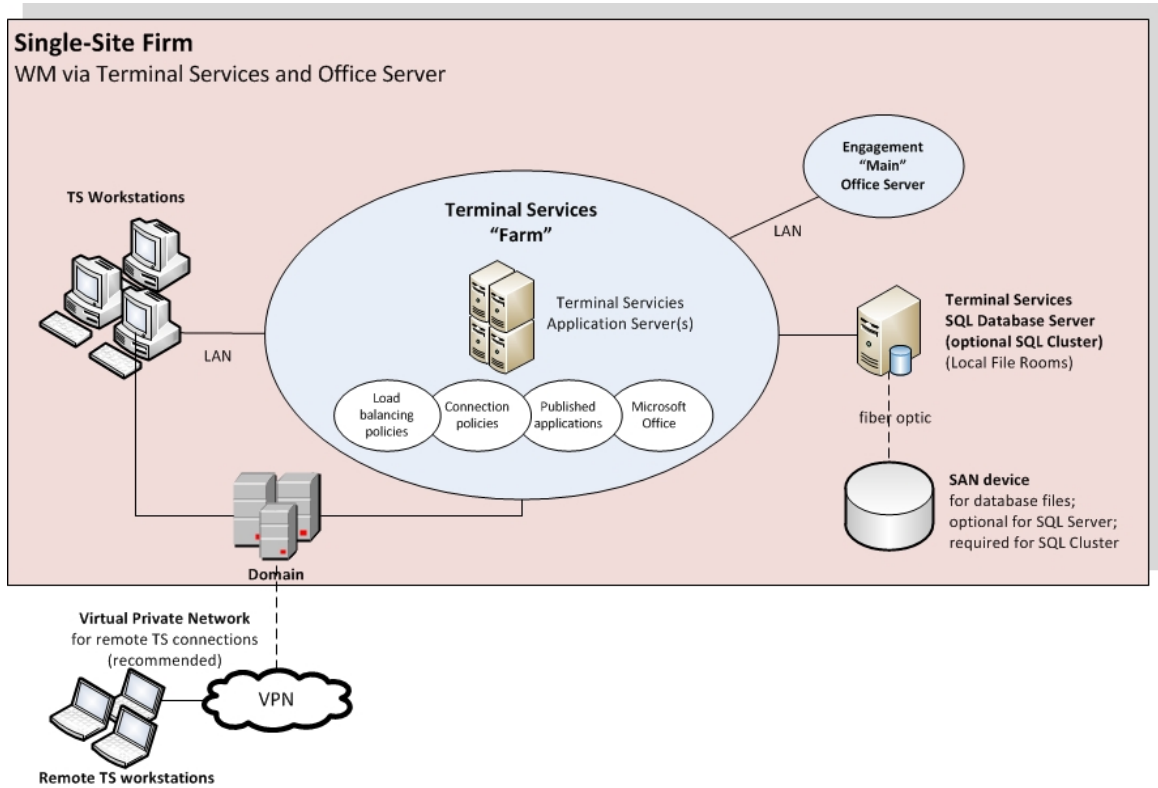 Single-Site Firm
WM via Terminal Services and Office Server
Engagement
“Main”
Office Server
TS Workstations
Terminal Services
“Farm”
LAN
Terminal Servicies
Application Server(s)
Terminal Services
SQL Database Server
(optional SQL Cluster)
(Local File Rooms)
LAN
Load
balancing
policies
Connection
policies
Published
applications
Microsoft
Office
fiber optic
SAN device
for database files;
optional for SQL Server;
required for SQL Cluster
Domain
Virtual Private Network
for remote TS connections
(recommended)
VPN
Remote TS workstations